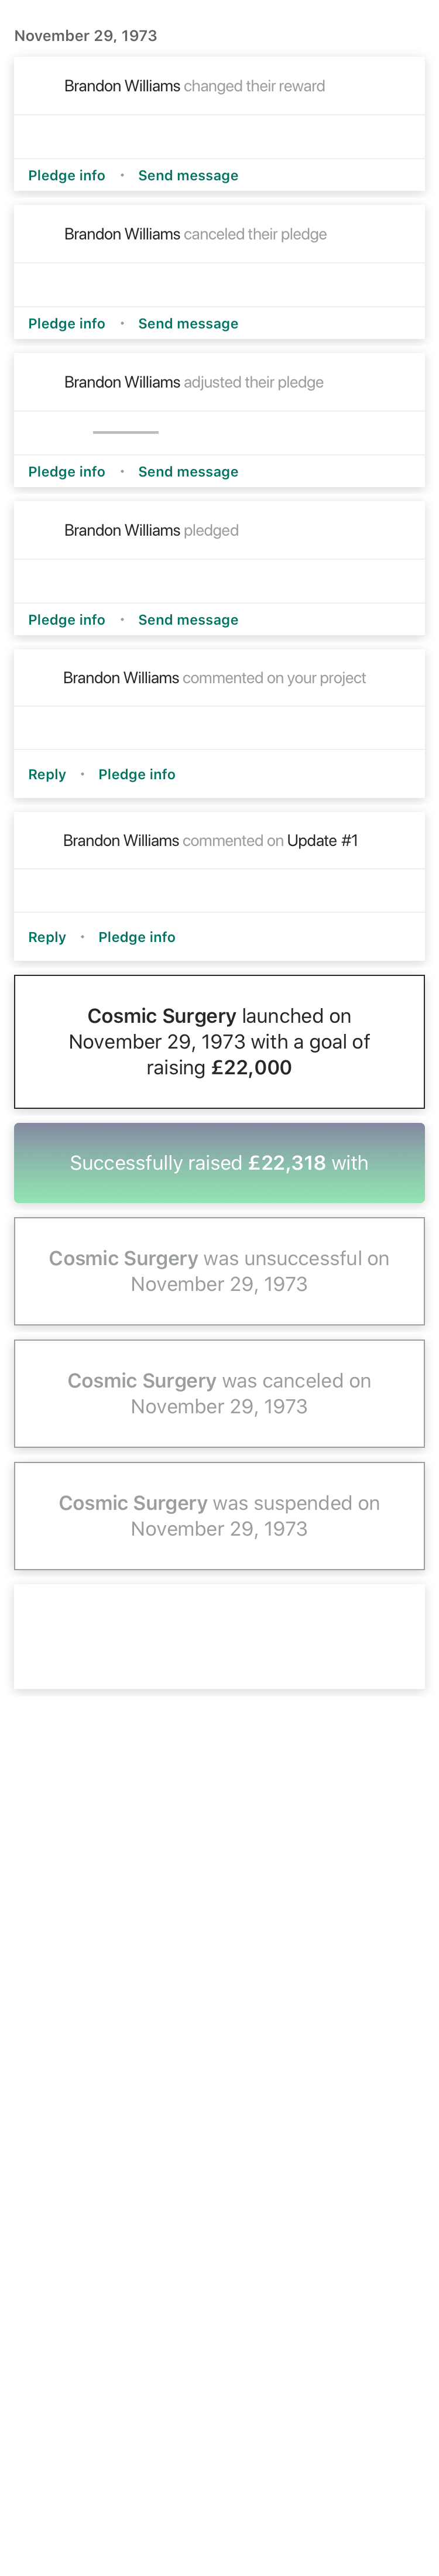 November 29, 1973
Brandon Williams changed their reward
Pledge info • Send message
Brandon Williams canceled their pledge
Pledge info • Send message
Brandon Williams adjusted their pledge
Pledge info • Send message
Brandon Williams pledged
Pledge info • Send message
Brandon Williams commented on your project
Reply • Pledge info
Brandon Williams commented on Update #1
Reply • Pledge info
Cosmic Surgery launched on
November 29, 1973 with a goal of
raising £22,000
Successfully raised £22,318 with
Cosmic Surgery was unsuccessful on
November 29, 1973
Cosmic Surgery was canceled on
November 29, 1973
Cosmic Surgery was suspended on
November 29, 1973